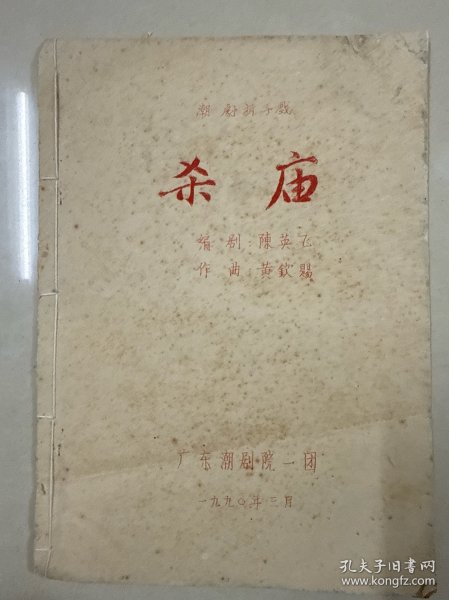 潮剧折子戏
杀庙
编剧:陳英飞
作曲:黄欽賜
广东潮剧院一团
一九九〇年三月
孔夫子旧书网
www.kongfz.com